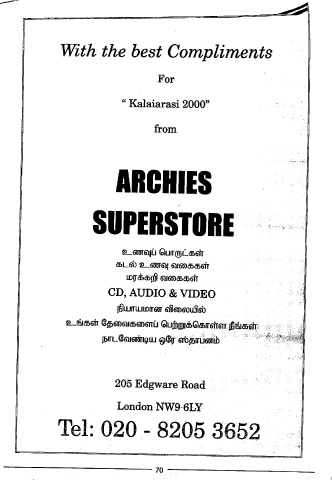 With the best Compliments
For
“ Kalaiarasi 2000”
from
ARCHIES
SUPERSTORE
உணவுப் பொருட்கள்
கடல் உணவு வகைகள்
மரக்கறி வகைகள்
CD, AUDIO & VIDEO
நியாயமான விலையில்
உங்கள் தேவைகளைப் பெற்றுக்கொள்ள நீங்கள்
நாடவேண்டிய ஒரே ஸ்தாபனம்
205 Edgware Road
London NW9 6LY
Tel: 020 - 8205 3652
70